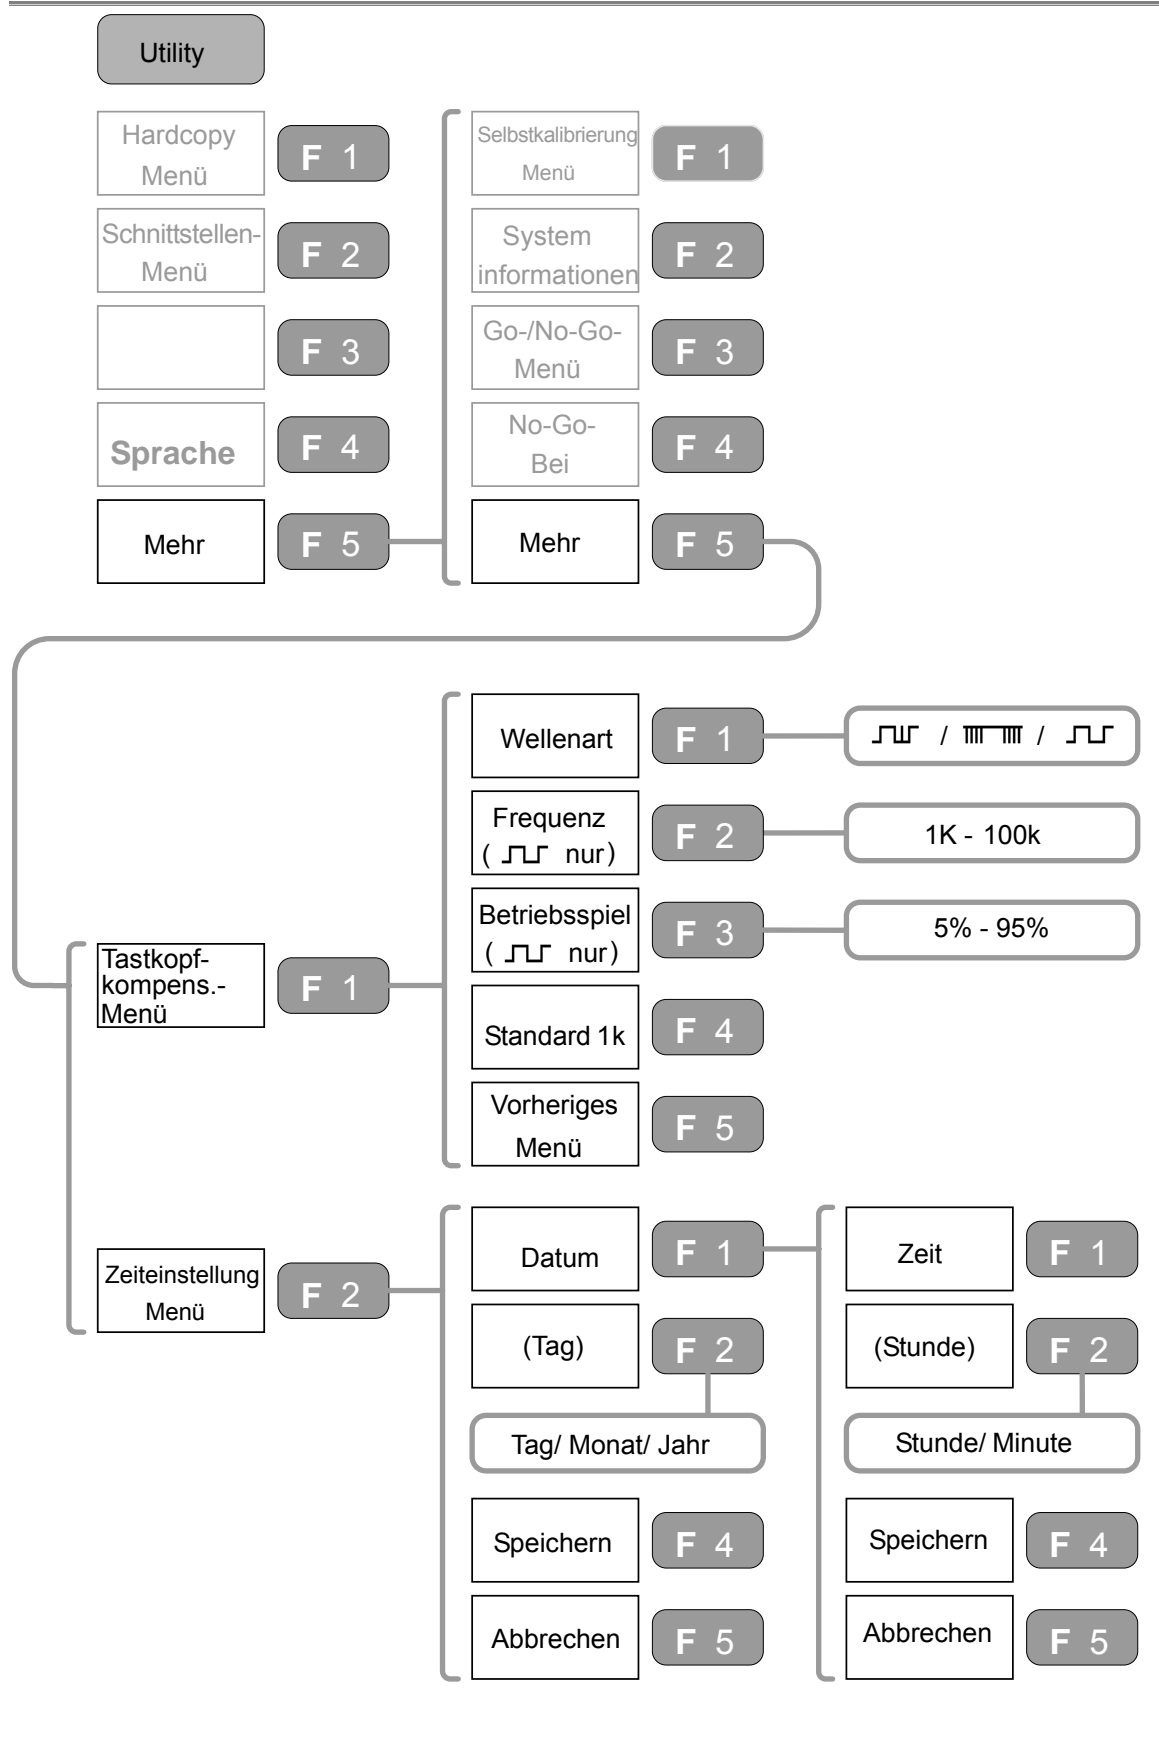 Utility
Hardcopy
Menü
F 1
Schnittstellen-
Menü
F 2
F 3
Sprache
F 4
Mehr
F 5
Selbstkalibrierung
Menü
F 1
System
informationen
F 2
Go-/No-Go-
Menü
F 3
No-Go-
Bei
F 4
Mehr
F 5
Tastkopf-
kompens.-
Menü
F 1
Wellenart
F 1
/ /
Frequenz
( nur)
F 2
1K - 100k
Betriebsspiel
( nur)
F 3
5% - 95%
Standard 1k
F 4
Vorheriges
Menü
F 5
Zeiteinstellung
Menü
F 2
Datum
F 1
(Tag)
F 2
Tag/ Monat/ Jahr
Speichern
F 4
Abbrechen
F 5
Zeit
F 1
(Stunde)
F 2
Stunde/ Minute
Speichern
F 4
Abbrechen
F 5